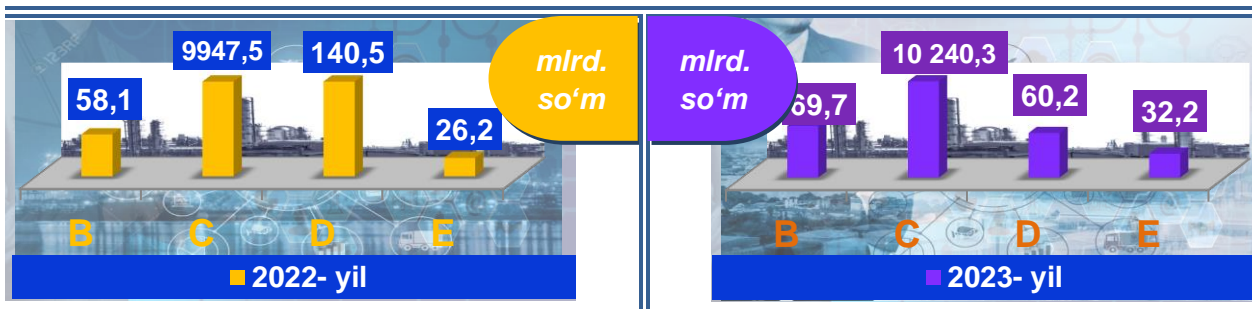 58,1
9947,5
140,5
26,2
mlrd.
so‘m
B C D E
2022- yil
mlrd.
so‘m
69,7
10 240,3
60,2
32,2
B C D E
2023- yil